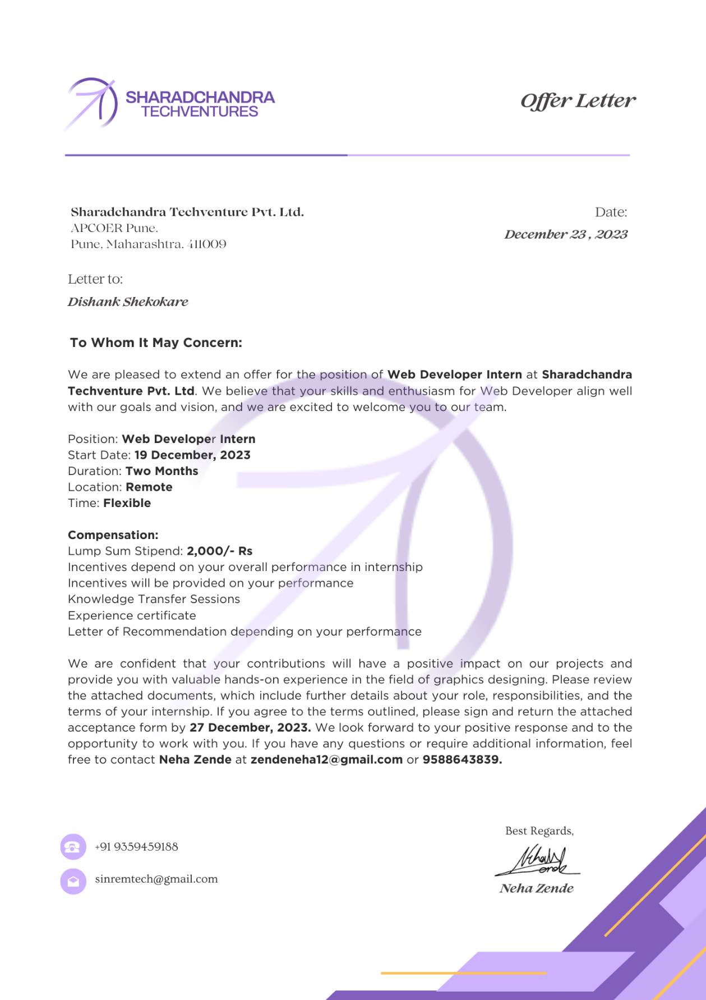 SHARADCHANDRA
TECHVENTURES
Offer Letter
Sharadchandra Techventure Pvt. Ltd.
APCOER Pune.
Pune, Maharashtra. 411009
Date:
December 23 , 2023
Letter to:
Dishank Shekokare
To Whom It May Concern:
We are pleased to extend an offer for the position of Web Developer Intern at Sharadchandra
Techventure Pvt. Ltd. We believe that your skills and enthusiasm for Web Developer align well
with our goals and vision, and we are excited to welcome you to our team.
Position: Web Developer Intern
Start Date: 19 December, 2023
Duration: Two Months
Location: Remote
Time: Flexible
Compensation:
Lump Sum Stipend: 2,000/- Rs
Incentives depend on your overall performance in internship
Incentives will be provided on your performance
Knowledge Transfer Sessions
Experience certificate
Letter of Recommendation depending on your performance
We are confident that your contributions will have a positive impact on our projects and
provide you with valuable hands-on experience in the field of graphics designing. Please review
the attached documents, which include further details about your role, responsibilities, and the
terms of your internship. If you agree to the terms outlined, please sign and return the attached
acceptance form by 27 December, 2023. We look forward to your positive response and to the
opportunity to work with you. If you have any questions or require additional information, feel
free to contact Neha Zende at zendeneha12@gmail.com or 9588643839.
+91 9359459188
sinremtech@gmail.com
Best Regards,
Neha Zende